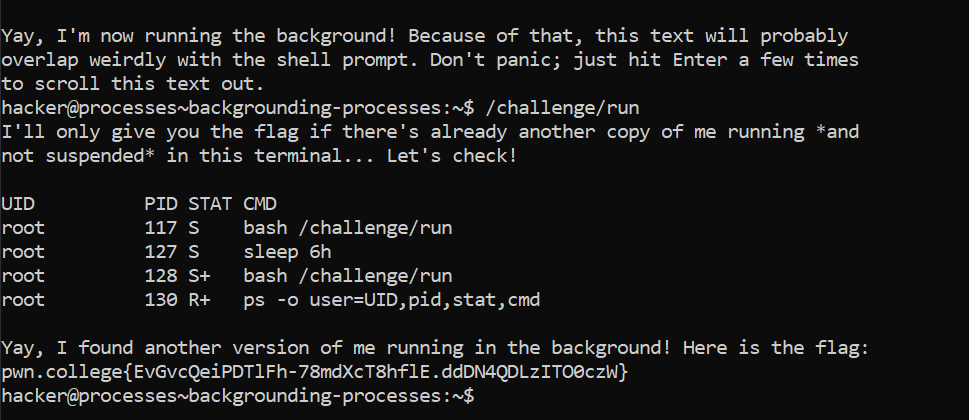 Yay, I'm now running the background! Because of that, this text will probably
overlap weirdly with the shell prompt. Don't panic; just hit Enter a few times
to scroll this text out.
hacker@processes~backgrounding-processes:~$ /challenge/run
I'll only give you the flag if there's already another copy of me running *and
not suspended* in this terminal... Let's check!
UID PID STAT CMD
root 117 S bash /challenge/run
root 127 S sleep 6h
root 128 S+ bash /challenge/run
root 130 R+ ps -o user=UID,pid,stat,cmd
Yay, I found another version of me running in the background! Here is the flag:
pwn.college{EvGvcQeiPDTlFh-78mdXcT8hflE.ddDN4QDLzITO0czW}
hacker@processes~backgrounding-processes:~$